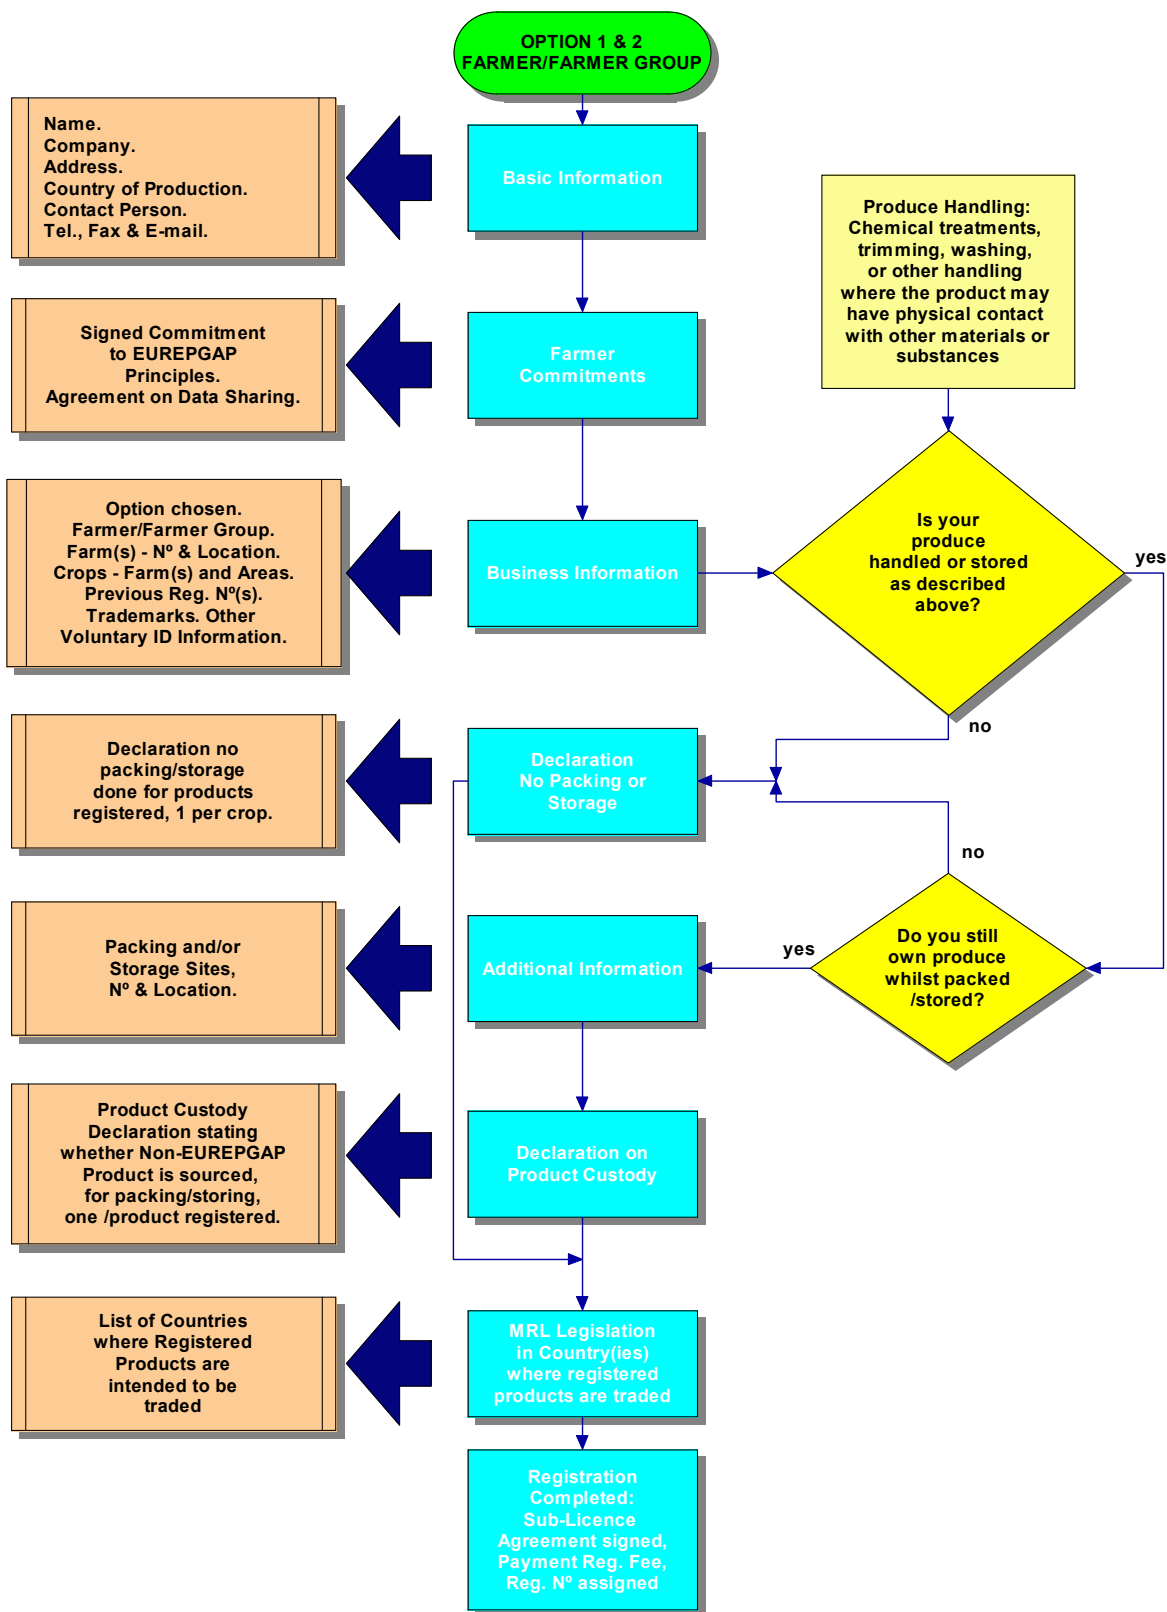 OPTION 1 & 2
FARMER/FARMER GROUP
Name.
Company.
Address.
Country of Production.
Contact Person.
Tel., Fax & E-mail.
Basic Information
Produce Handling:
Chemical treatments,
trimming, washing,
or other handling
where the product may
have physical contact
with other materials or
substances
Signed Commitment
to EUREPGAP
Principles.
Agreement on Data Sharing.
Farmer
Commitments
Option chosen.
Farmer/Farmer Group.
Farm(s) - Nº & Location.
Crops - Farm(s) and Areas.
Previous Reg. Nº(s).
Trademarks. Other
Voluntary ID Information.
Business Information
Is your
produce
handled or stored
as described
above?
yes
no
Declaration no
packing/storage
done for products
registered, 1 per crop.
Declaration
No Packing or
Storage
no
Packing and/or
Storage Sites,
Nº & Location.
Additional Information
yes
Do you still
own produce
whilst packed
/stored?
Product Custody
Declaration stating
whether Non-EUREPGAP
Product is sourced,
for packing/storing,
one /product registered.
Declaration on
Product Custody
List of Countries
where Registered
Products are
intended to be
traded
MRL Legislation
in Country(ies)
where registered
products are traded
Registration
Completed:
Sub-Licence
Agreement signed,
Payment Reg. Fee,
Reg. Nº assigned